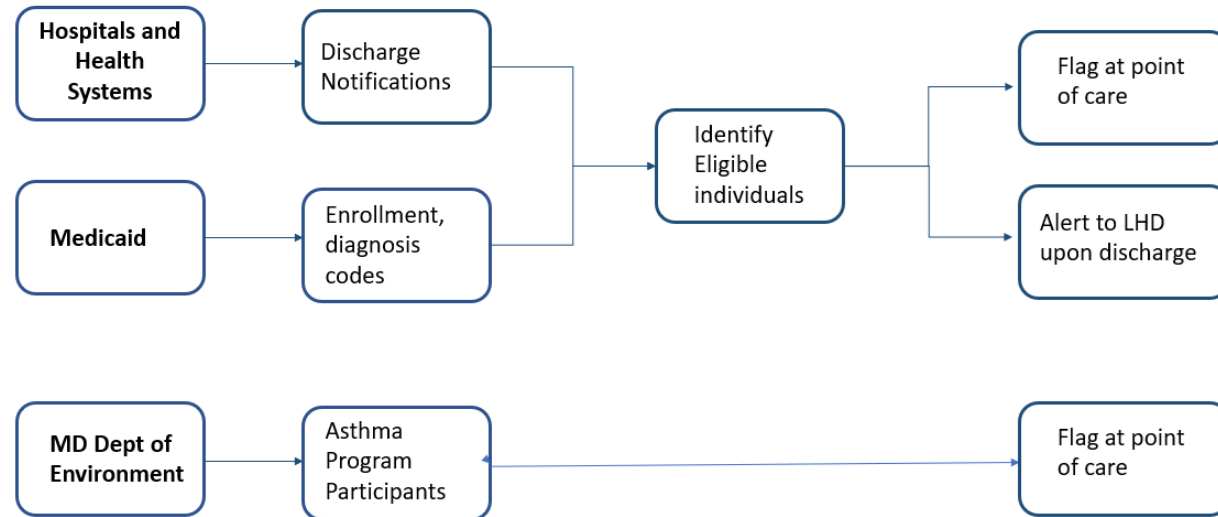 Hospitals and
Health
Systems
Discharge
Notifications
Flag at point
of care
Identify
Eligible
individuals
Medicaid
Enrollment,
diagnosis
codes
Alert to LHD
upon discharge
MD Dept of
Environment
Asthma
Program
Participants
Flag at point
of care